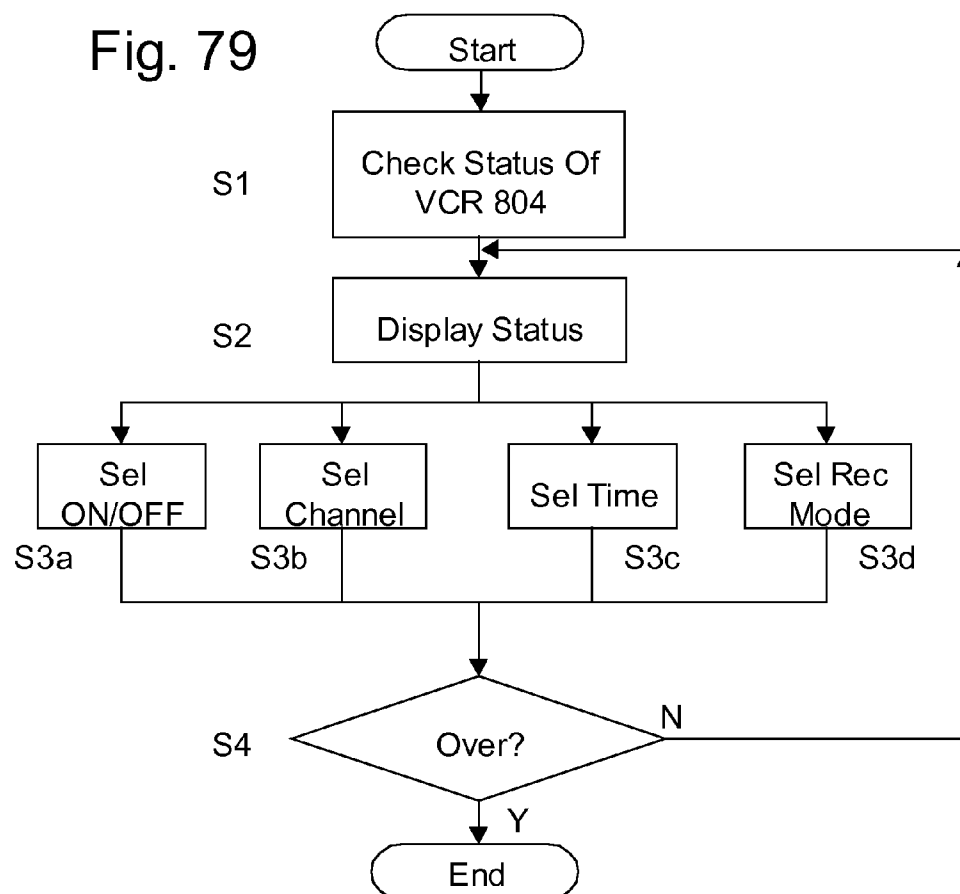 Fig. 79
Start
S1
Check Status Of
VCR 804
S2
Display Status
Sel
ON/OFF
Sel
Channel
Sel Time
Sel Rec
Mode
S3a
S3b
S3c
S3d
S4
Over?
N
Y
End